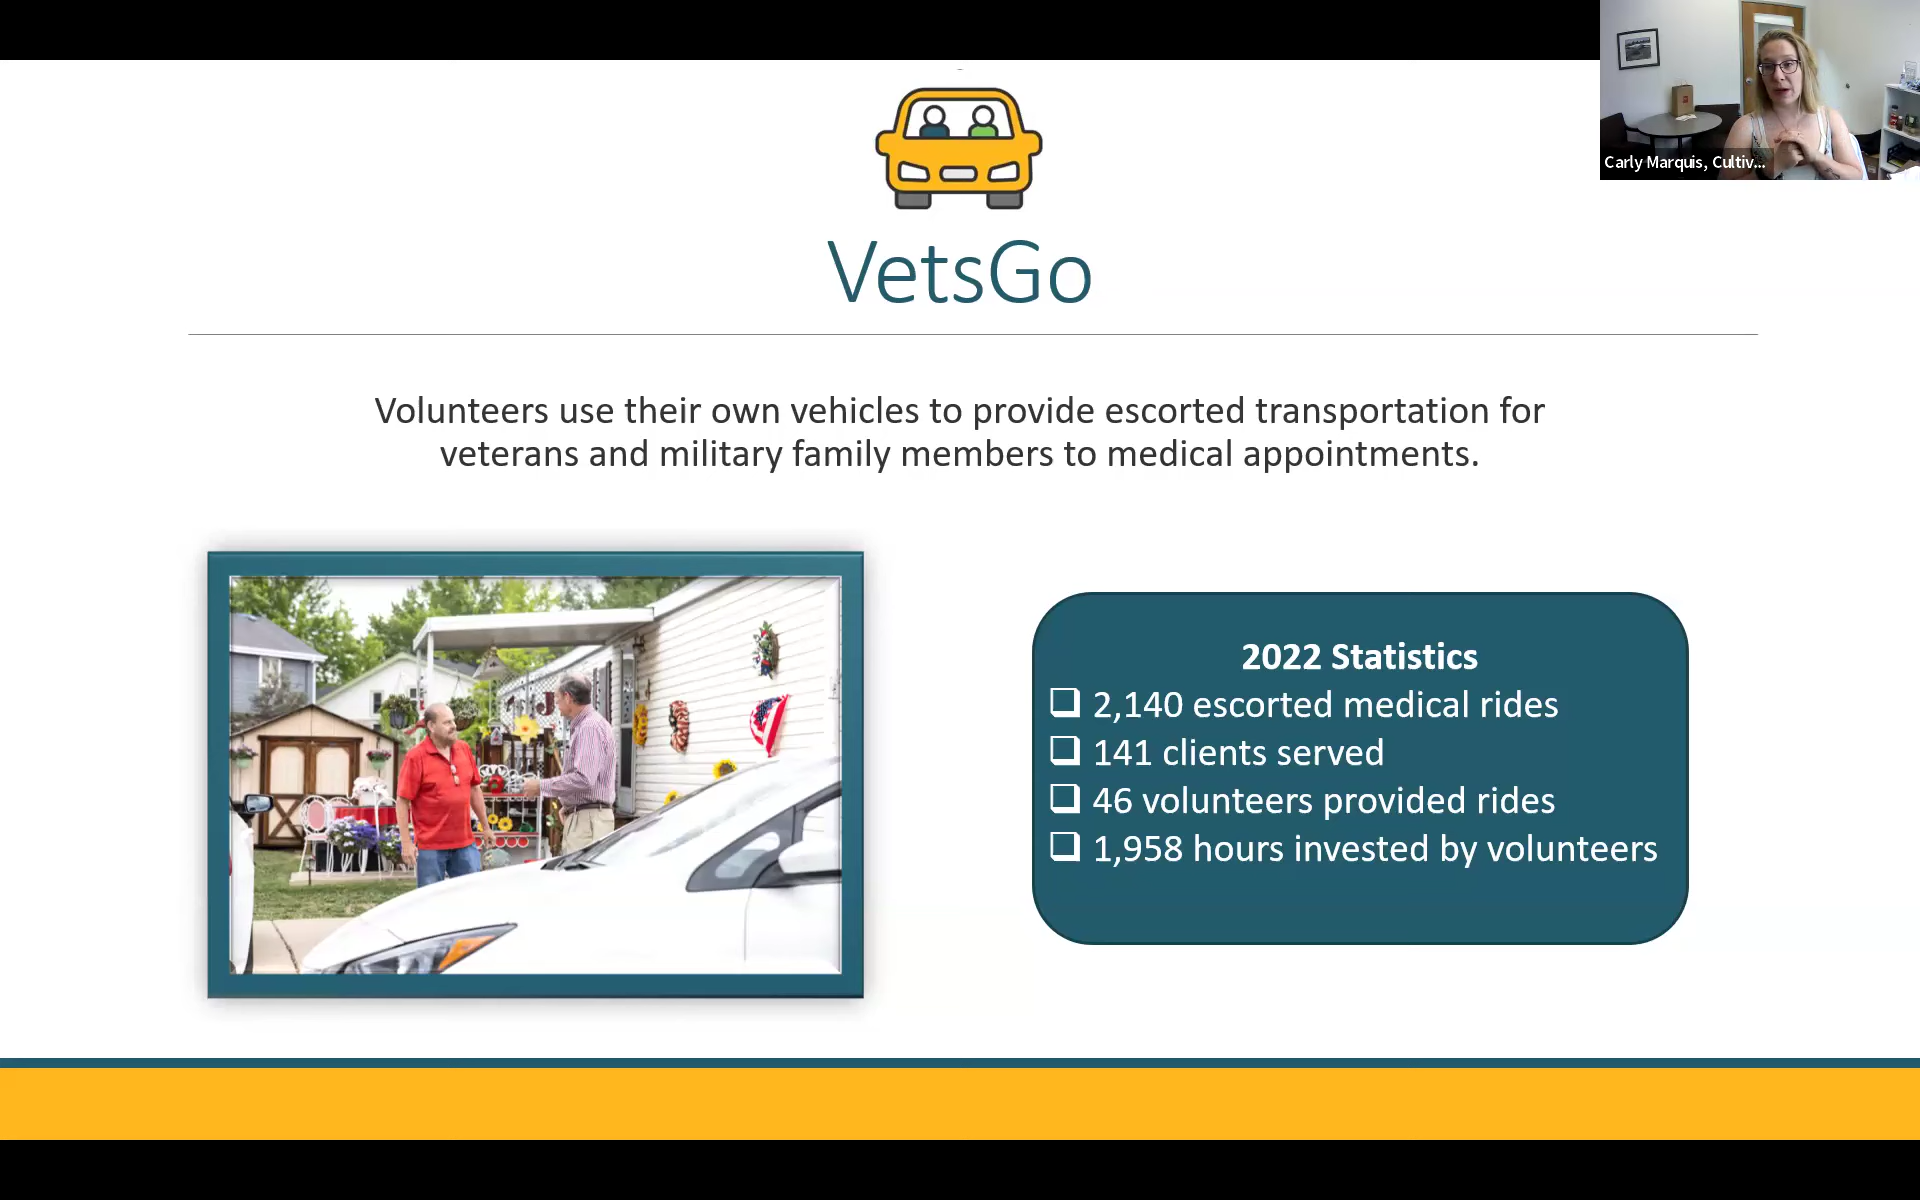 Carly Marquis, Cultiv...
VetsGo
Volunteers use their own vehicles to provide escorted transportation for
veterans and military family members to medical appointments.
2022 Statistics
❑ 2,140 escorted medical rides
❑ 141 clients served
❑ 46 volunteers provided rides
❑ 1,958 hours invested by volunteers